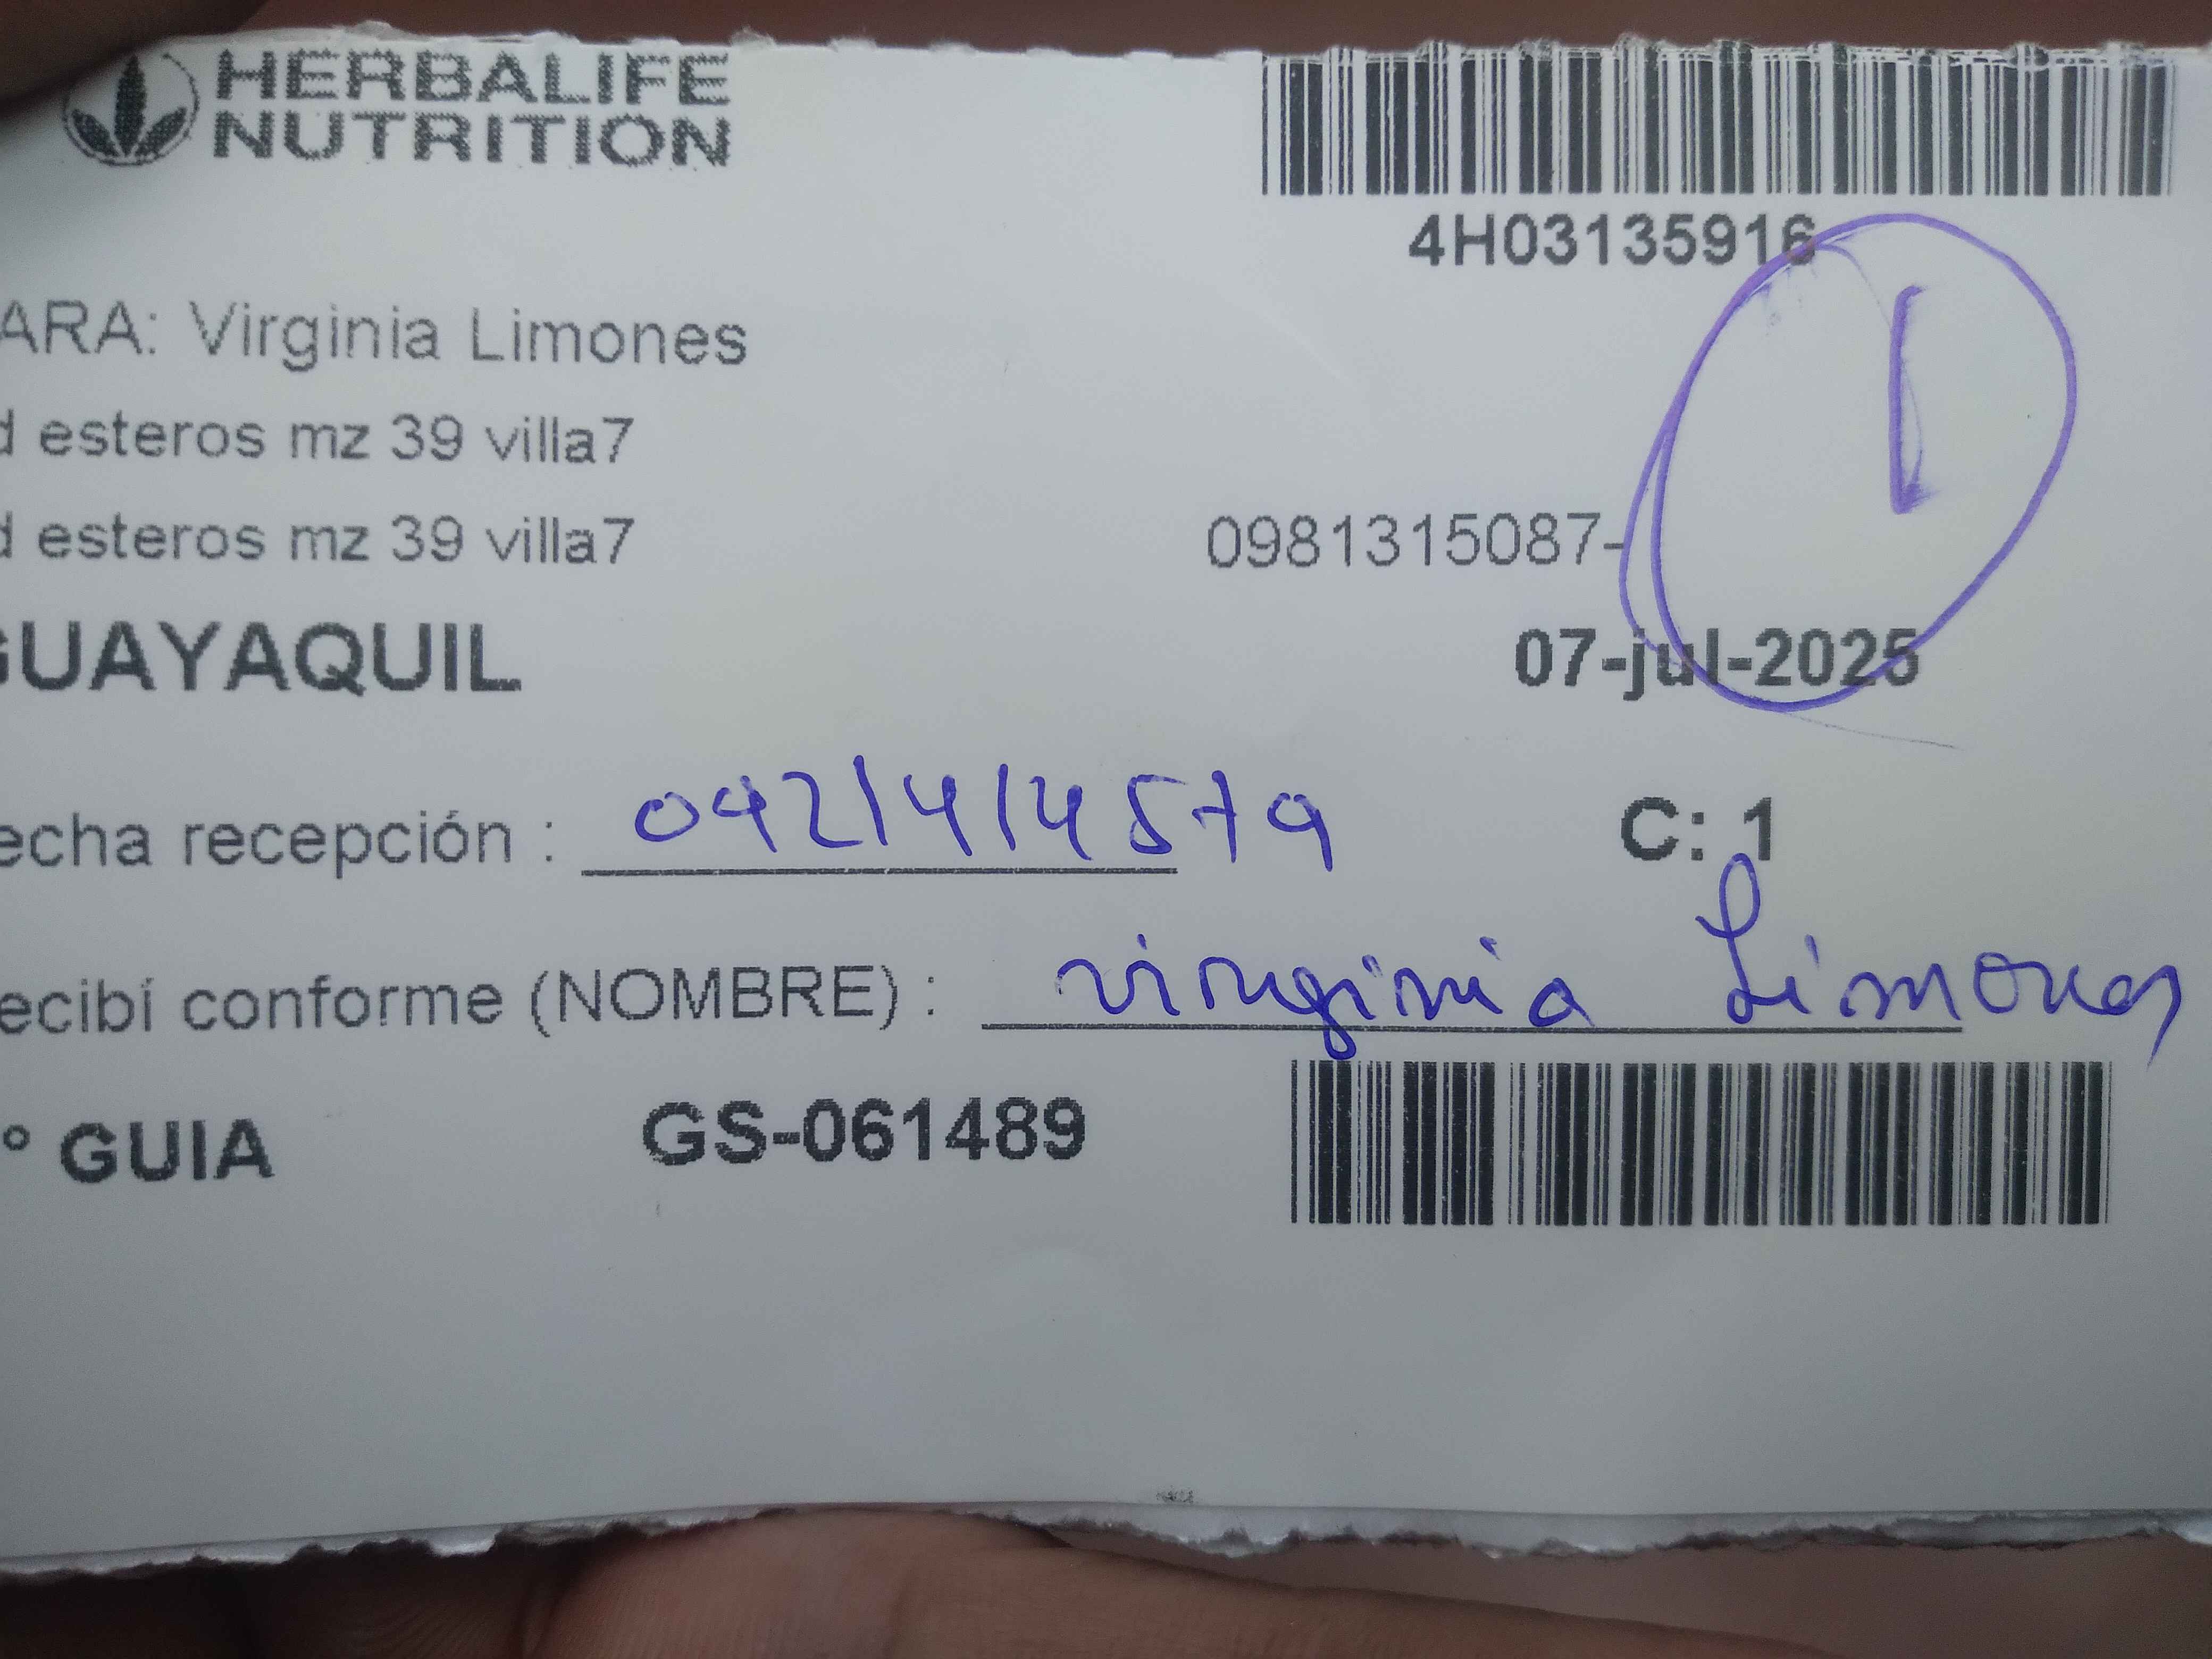 HERBALIFE
NUTRITION
4H03135916
ARA: Virginia Limones
1
d esteros mz 39 villa7
d esteros mz 39 villa7 0981315087-
GUAYAQUIL 07-jul-2025
echa recepción : 0921414579 C: 1
ecibí conforme (NOMBRE) : virginia Limones
° GUIA GS-061489